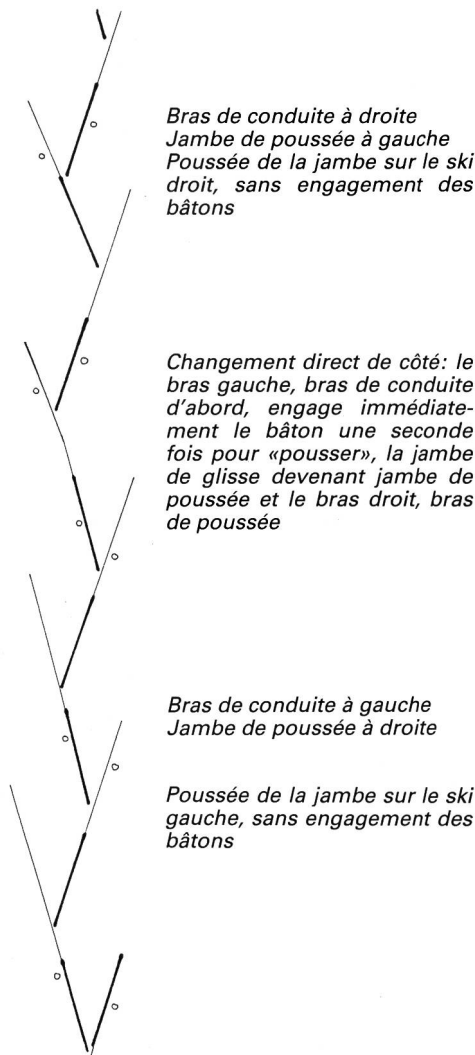 Bras de conduite à droite
Jambe de poussée à gauche
Poussée de la jambe sur le ski
droit, sans engagement des
bâtons
Changement direct de côté: le
bras gauche, bras de conduite
d'abord, engage immédiate-
ment le bâton une seconde
fois pour «pousser», la jambe
de glisse devenant jambe de
poussée et le bras droit, bras
de poussée
Bras de conduite à gauche
Jambe de poussée à droite
Poussée de la jambe sur le ski
gauche, sans engagement des
bâtons